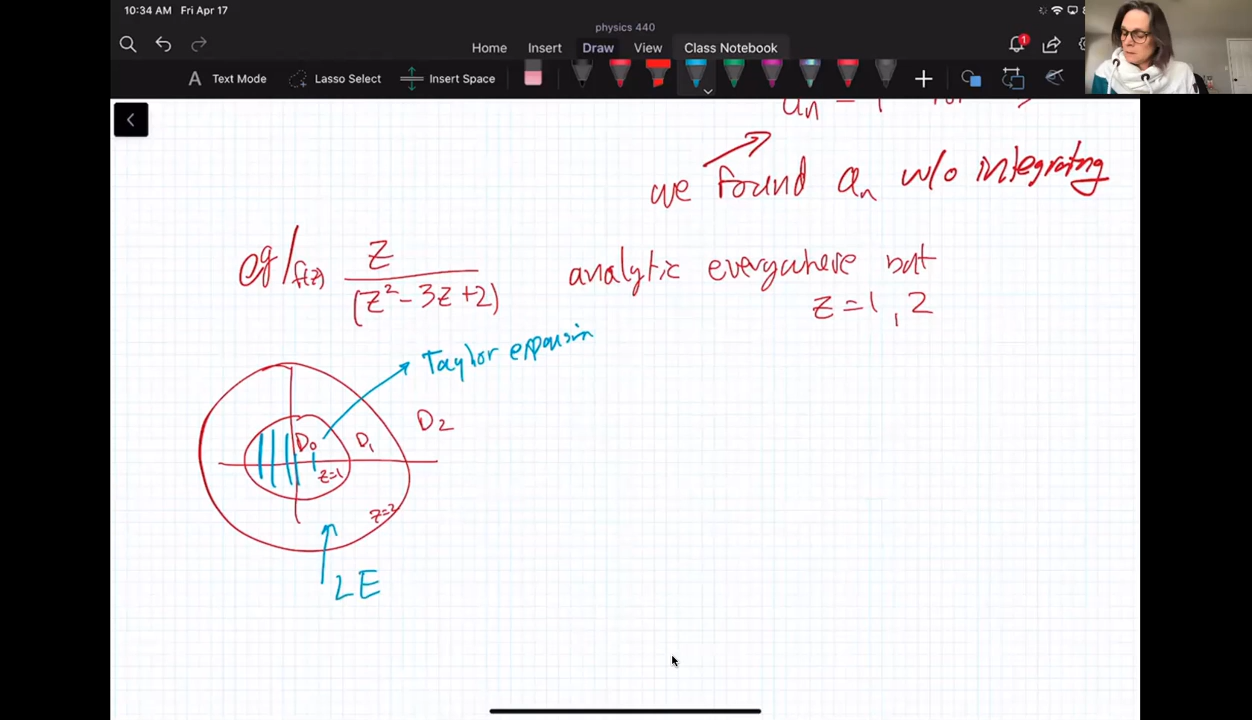 10:34 AM Fri Apr 17
physics 440
Home Insert Draw View Class Notebook
1
A Text Mode Lasso Select Insert Space
we found an w/o integrating
eg/ f(z) z
(z²-3z+2)
analytic everywhere but
z=1, 2
Taylor expansion
D2
D0 D1
z=1
z=2
LE